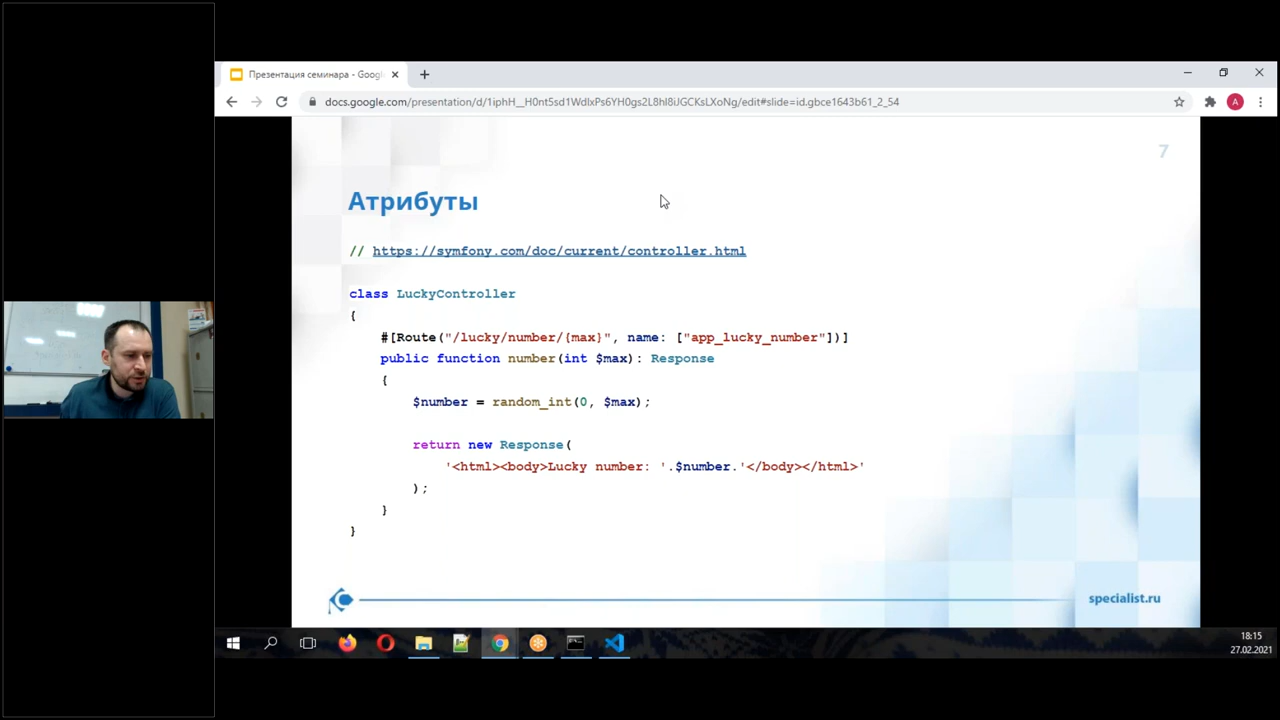 Презентация семинара - Goog
docs.google.com/presentation/d/1iphH__H0nt5sd1WdlxPs6YH0gs2L8hI8iJGCKsLXoNg/edit#slide=id.gbce1643b61_2_54
A
7
Атрибуты
// https://symfony.com/doc/current/controller.html
class LuckyController
{
#[Route("/lucky/number/{max}", name: ["app_lucky_number"])]
public function number(int $max): Response
{
$number = random_int(0, $max);
return new Response(
'<html><body>Lucky number: '.$number.'</body></html>'
);
}
}
specialist.ru
18:15
27.02.2021